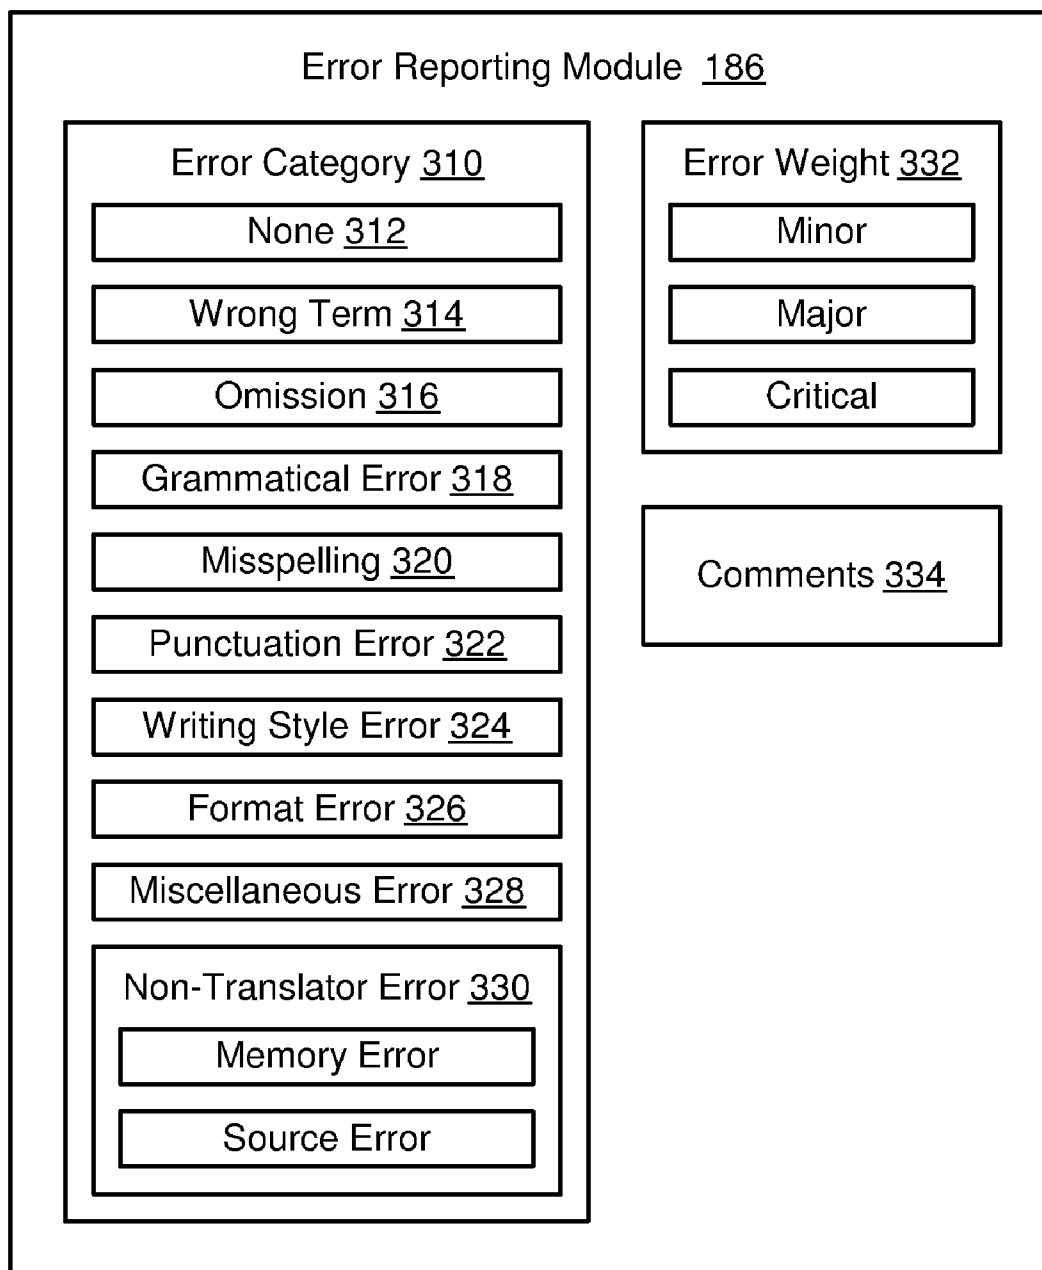 Error Reporting Module 186
Error Category 310
None 312
Wrong Term 314
Omission 316
Grammatical Error 318
Misspelling 320
Punctuation Error 322
Writing Style Error 324
Format Error 326
Miscellaneous Error 328
Non-Translator Error 330
Memory Error
Source Error
Error Weight 332
Minor
Major
Critical
Comments 334